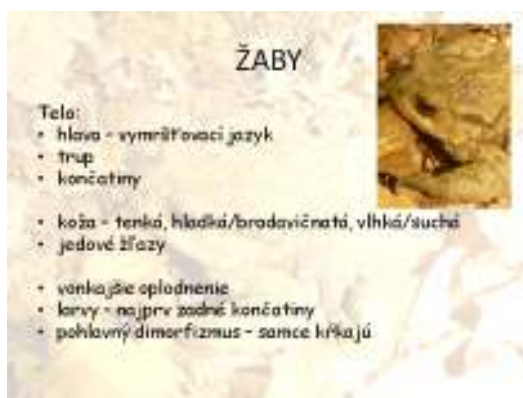 ŽABY
Telo:
• hlava - vymršťovací jazyk
• trup
• končatiny
• koža - tenká, hladká/bradavičnatá, vlhká/suchá
• jedové žľazy
• vonkajšie oplodnenie
• larvy - najprv zadné končatiny
• pohlavný dimorfizmus - samce kŕkajú